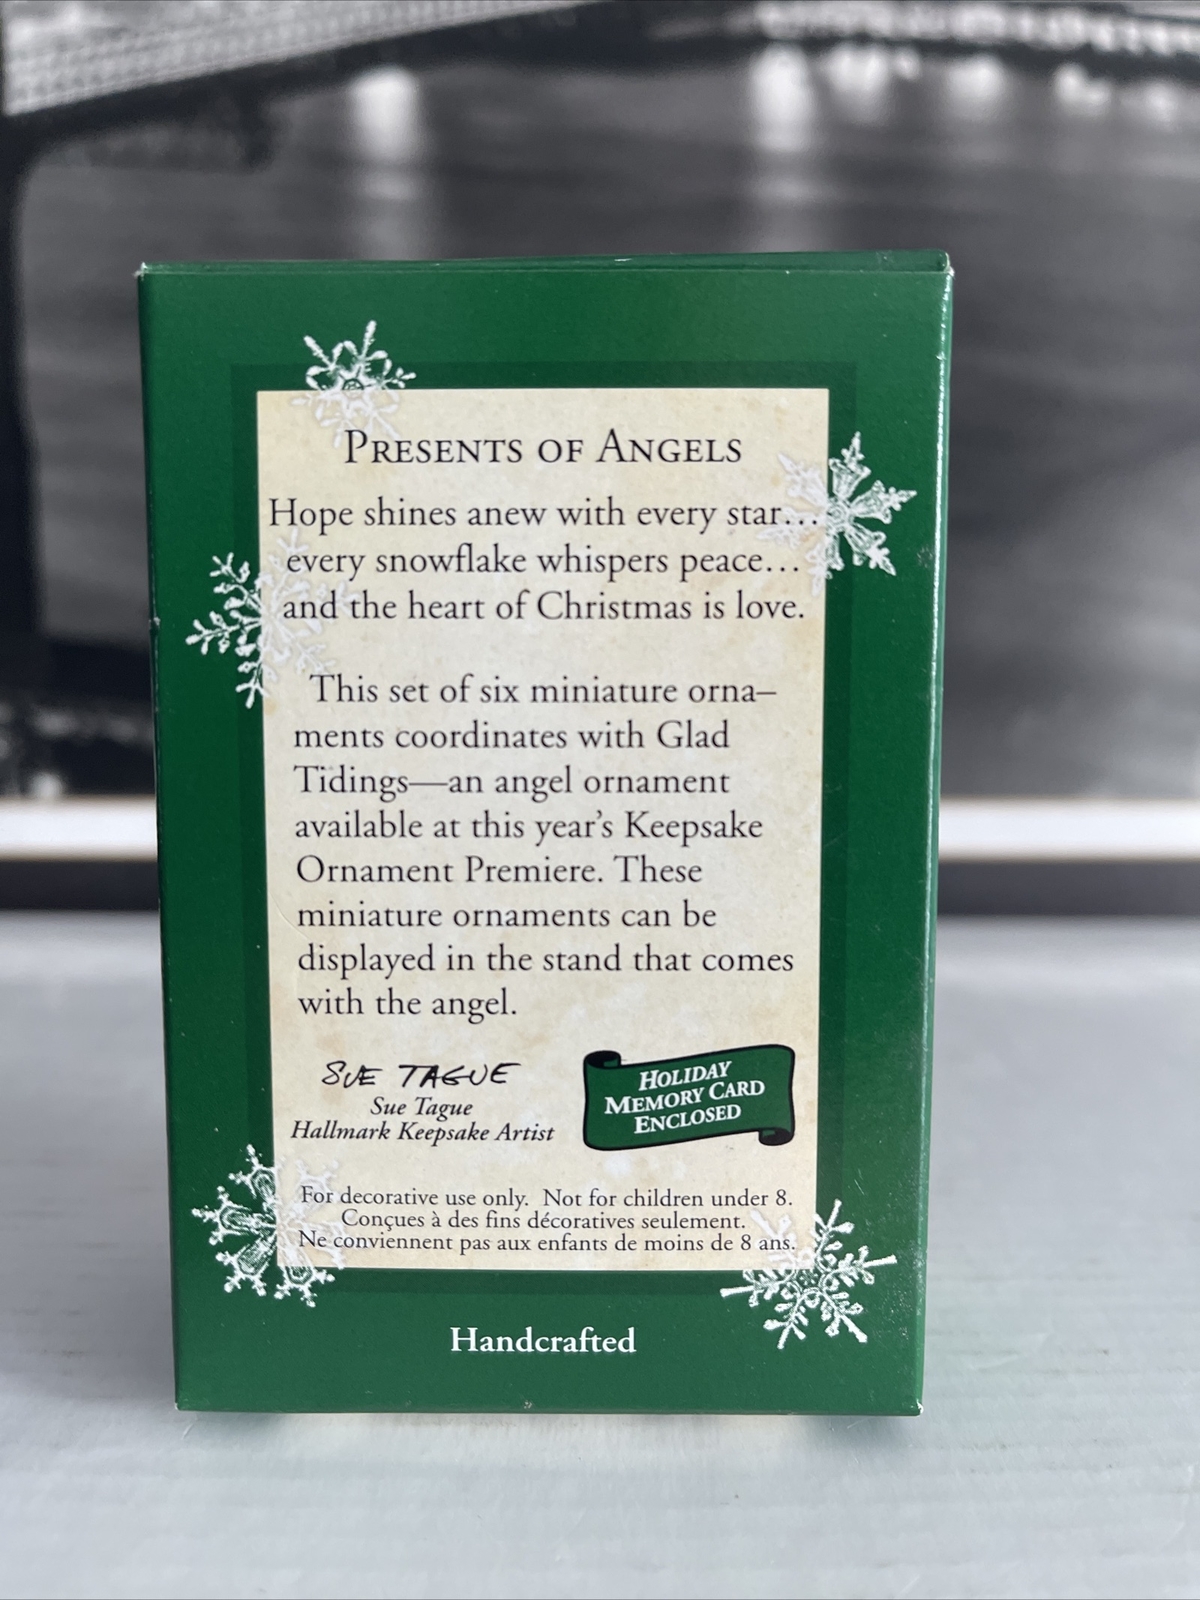 PRESENTS OF ANGELS
Hope shines anew with every star...
every snowflake whispers peace...
and the heart of Christmas is love.
This set of six miniature orna–
ments coordinates with Glad
Tidings—an angel ornament
available at this year's Keepsake
Ornament Premiere. These
miniature ornaments can be
displayed in the stand that comes
with the angel.
SUE TAGUE
Sue Tague
Hallmark Keepsake Artist
HOLIDAY
MEMORY CARD
ENCLOSED
For decorative use only. Not for children under 8.
Conçues à des fins décoratives seulement.
Ne conviennent pas aux enfants de moins de 8 ans.
Handcrafted